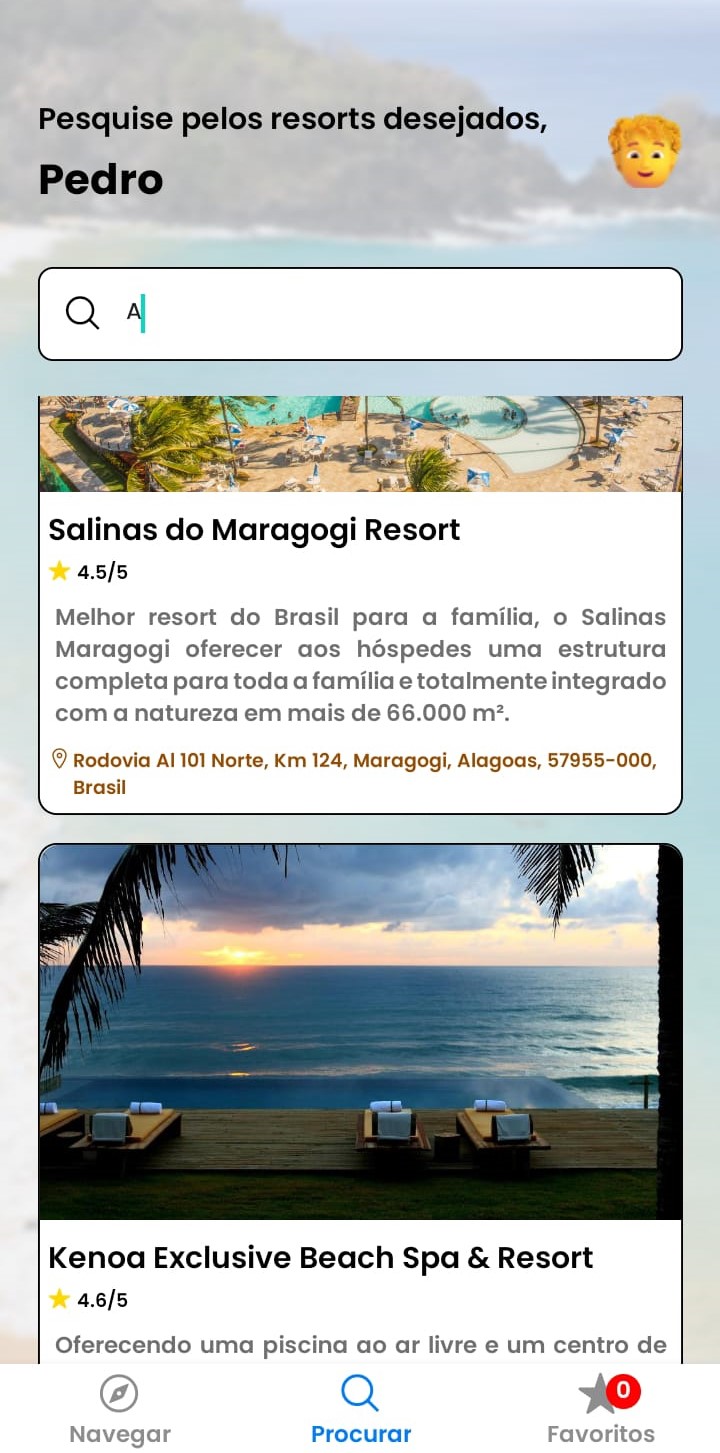 Pesquise pelos resorts desejados,
Pedro
A
Salinas do Maragogi Resort
4.5/5
Melhor resort do Brasil para a família, o Salinas
Maragogi oferecer aos hóspedes uma estrutura
completa para toda a família e totalmente integrado
com a natureza em mais de 66.000 m².
Rodovia Al 101 Norte, Km 124, Maragogi, Alagoas, 57955-000,
Brasil
Kenoa Exclusive Beach Spa & Resort
4.6/5
Oferecendo uma piscina ao ar livre e um centro de
0
Navegar Procurar Favoritos